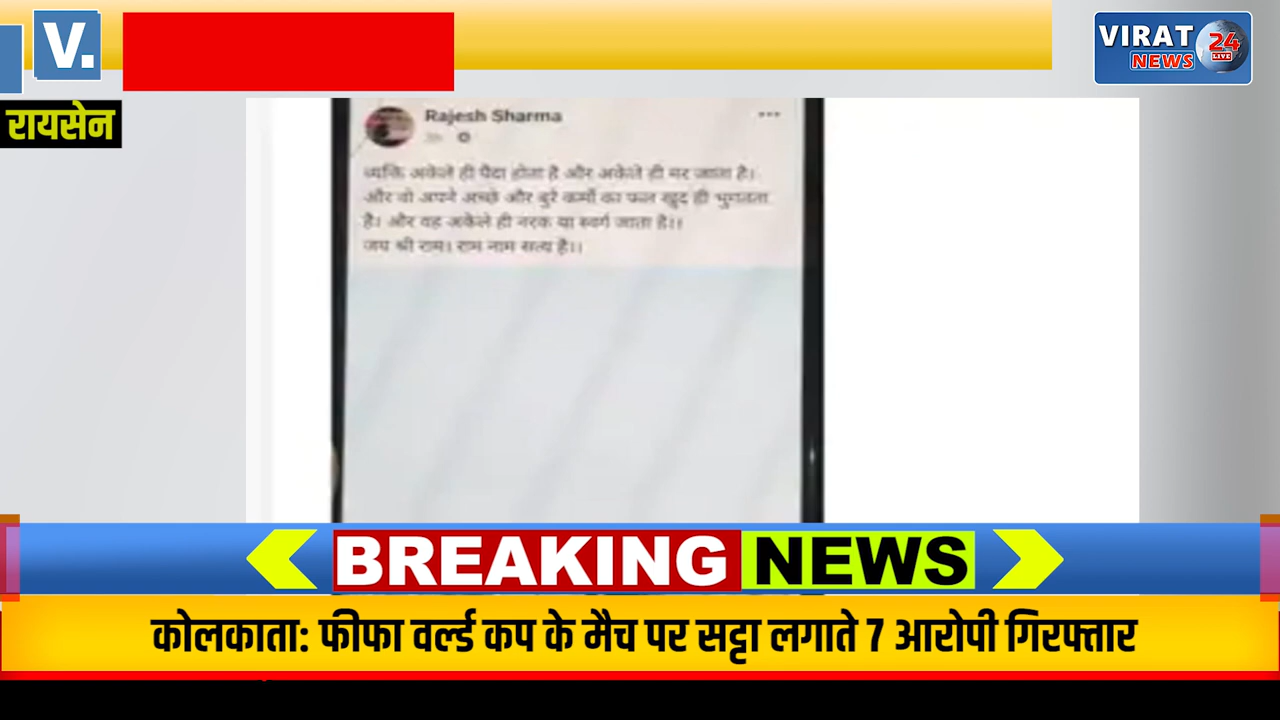 V.
VIRAT
24
NEWS
LIVE
रायसेन
Rajesh Sharma
व्यक्ति अकेले ही पैदा होता है और अकेले ही मर जाता है।
और वो अपने अच्छे और बुरे कर्मो का फल खुद ही भुगतता
है। और वह अकेले ही नरक या स्वर्ग जाता है।।
जय श्री राम। राम नाम सत्य है।।
BREAKING NEWS
कोलकाता: फीफा वर्ल्ड कप के मैच पर सट्टा लगाते 7 आरोपी गिरफ्तार